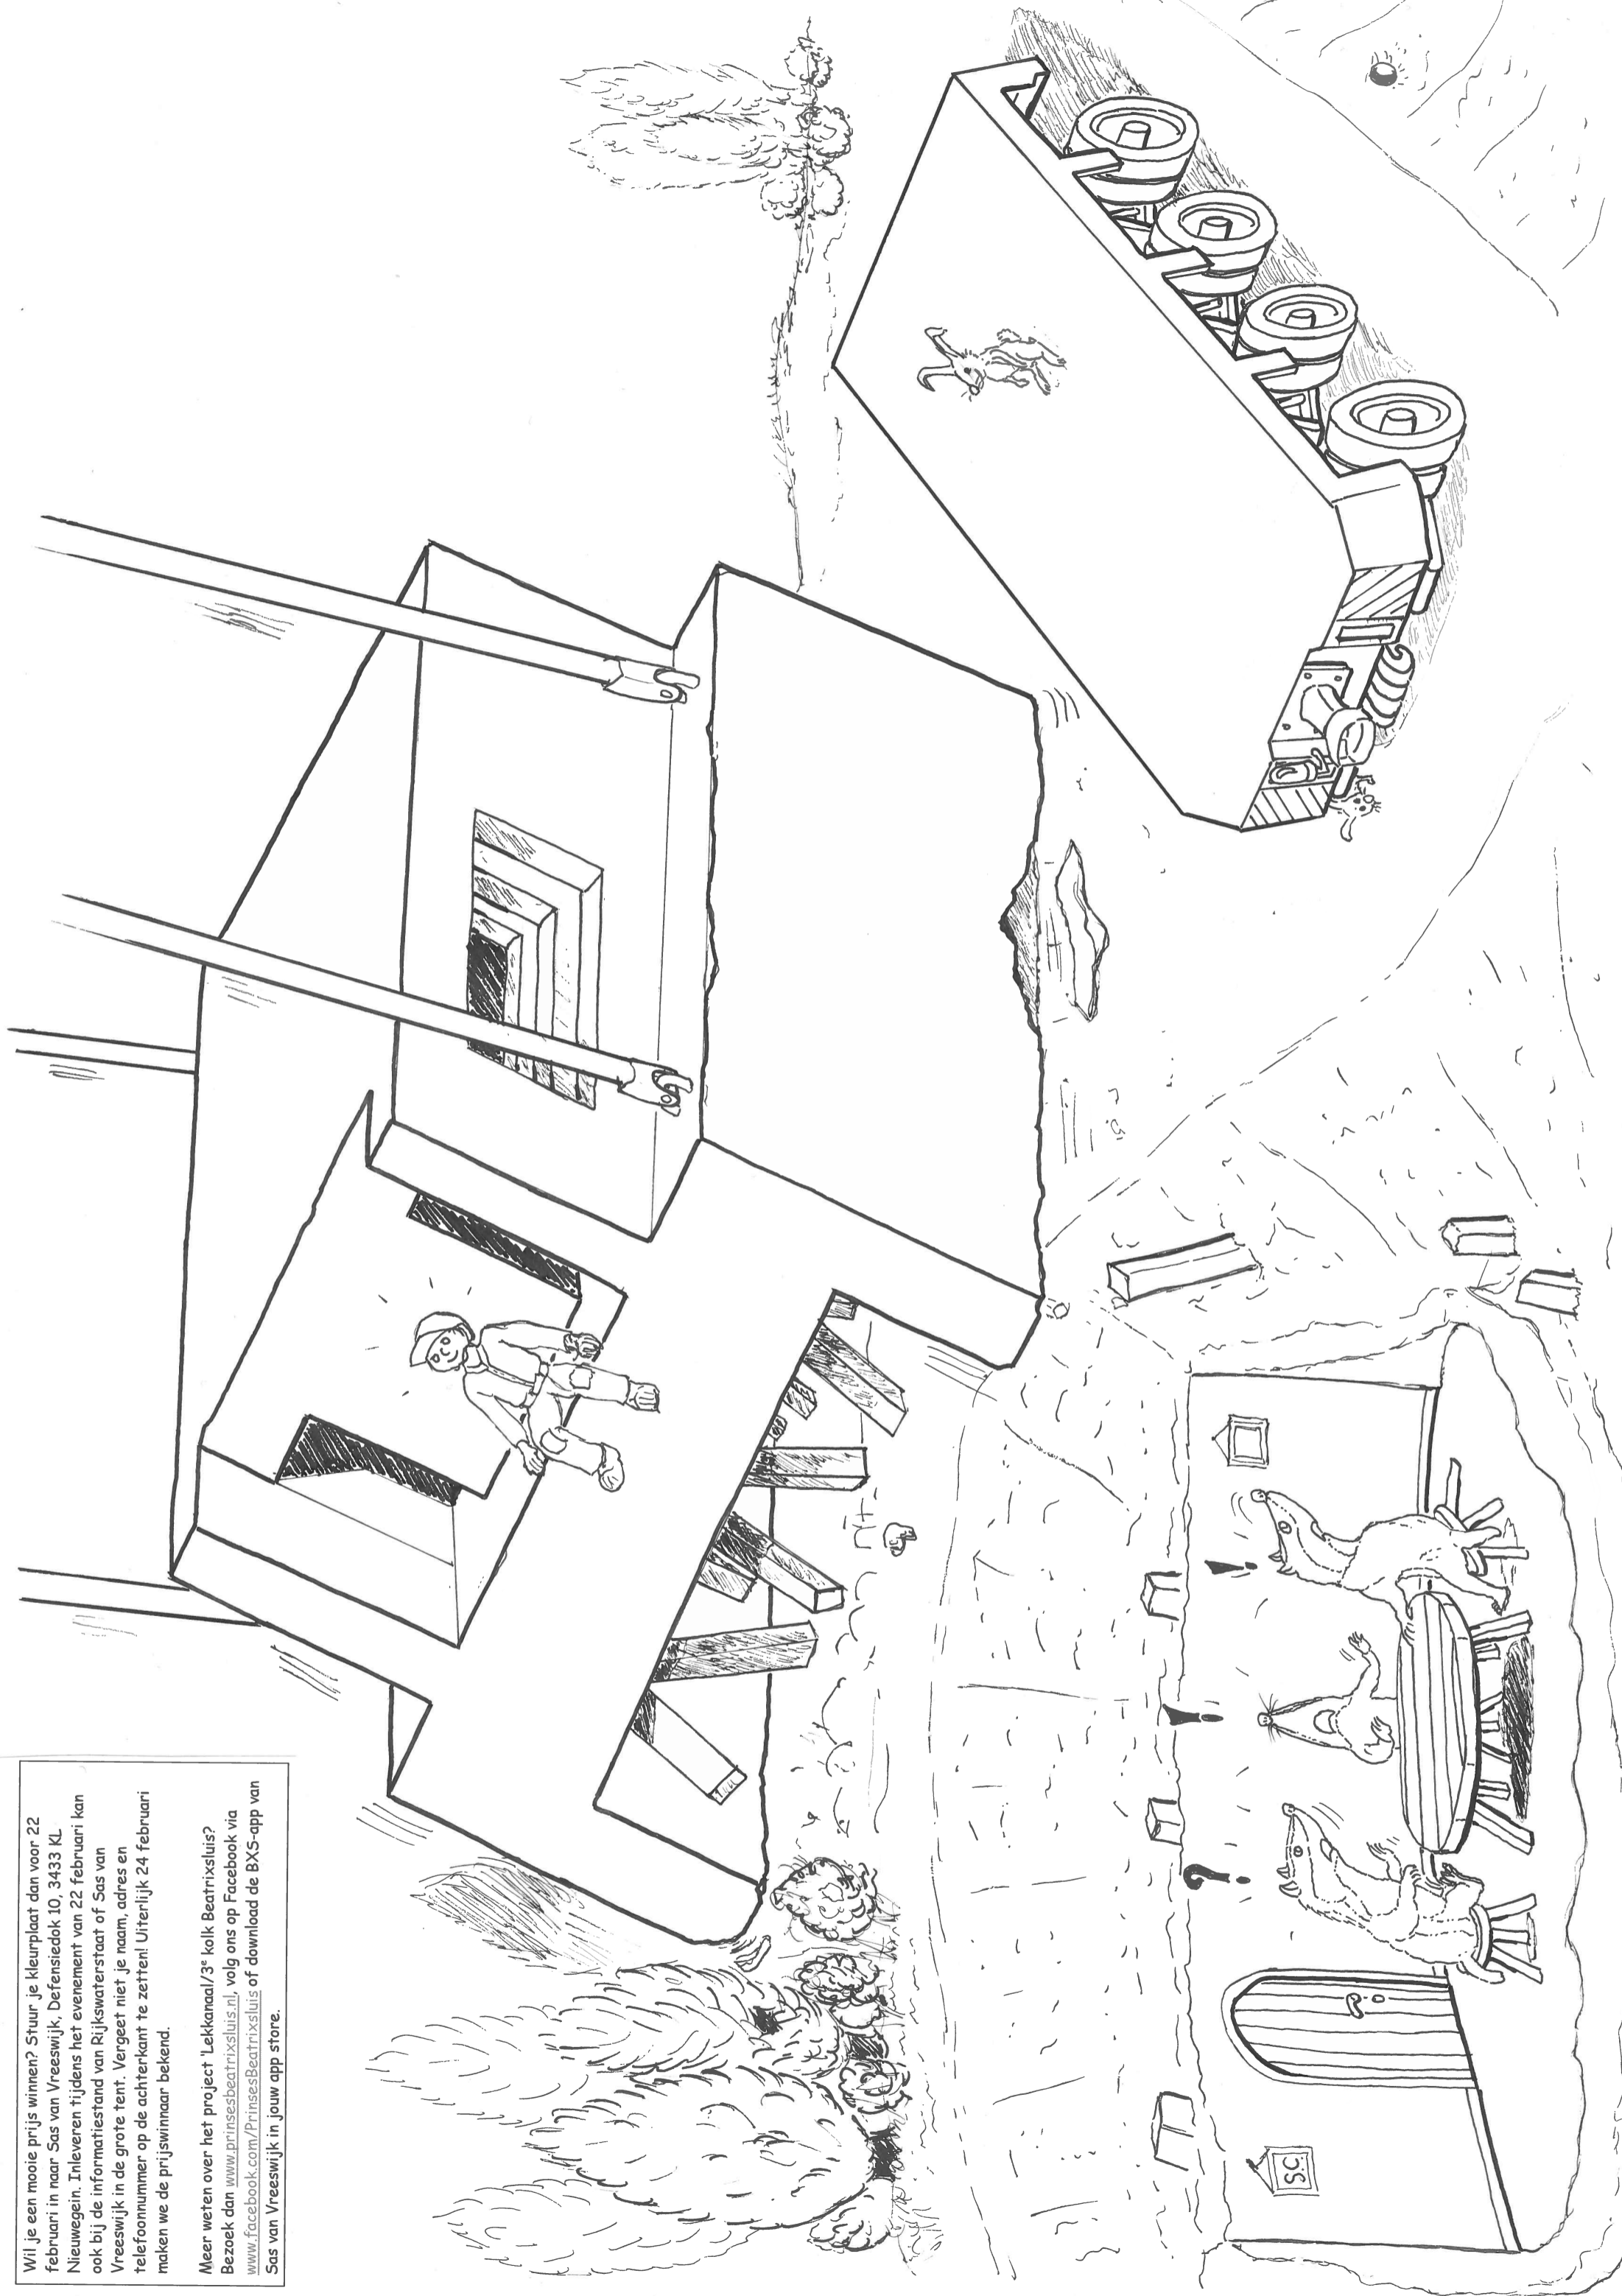 Wil je een mooie prijs winnen? Stuur je kleurplaat dan voor 22
februari in naar Sas van Vreeswijk, Defensiedok 10, 3433 KL
Nieuwegein. Inleveren tijdens het evenement van 22 februari kan
ook bij de informatiestand van Rijkswaterstaat of Sas van
Vreeswijk in de grote tent. Vergeet niet je naam, adres en
telefoonnummer op de achterkant te zetten! Uiterlijk 24 februari
maken we de prijswinnaar bekend.
Meer weten over het project 'Lekkanaal/3e kolk Beatrixsluis?
Bezoek dan www.prinsesbeatrixsluis.nl, volg ons op Facebook via
www.facebook.com/PrinsesBeatrixsluis of download de BXS-app van
Sas van Vreeswijk in jouw app store.
?
!
!
S.C.